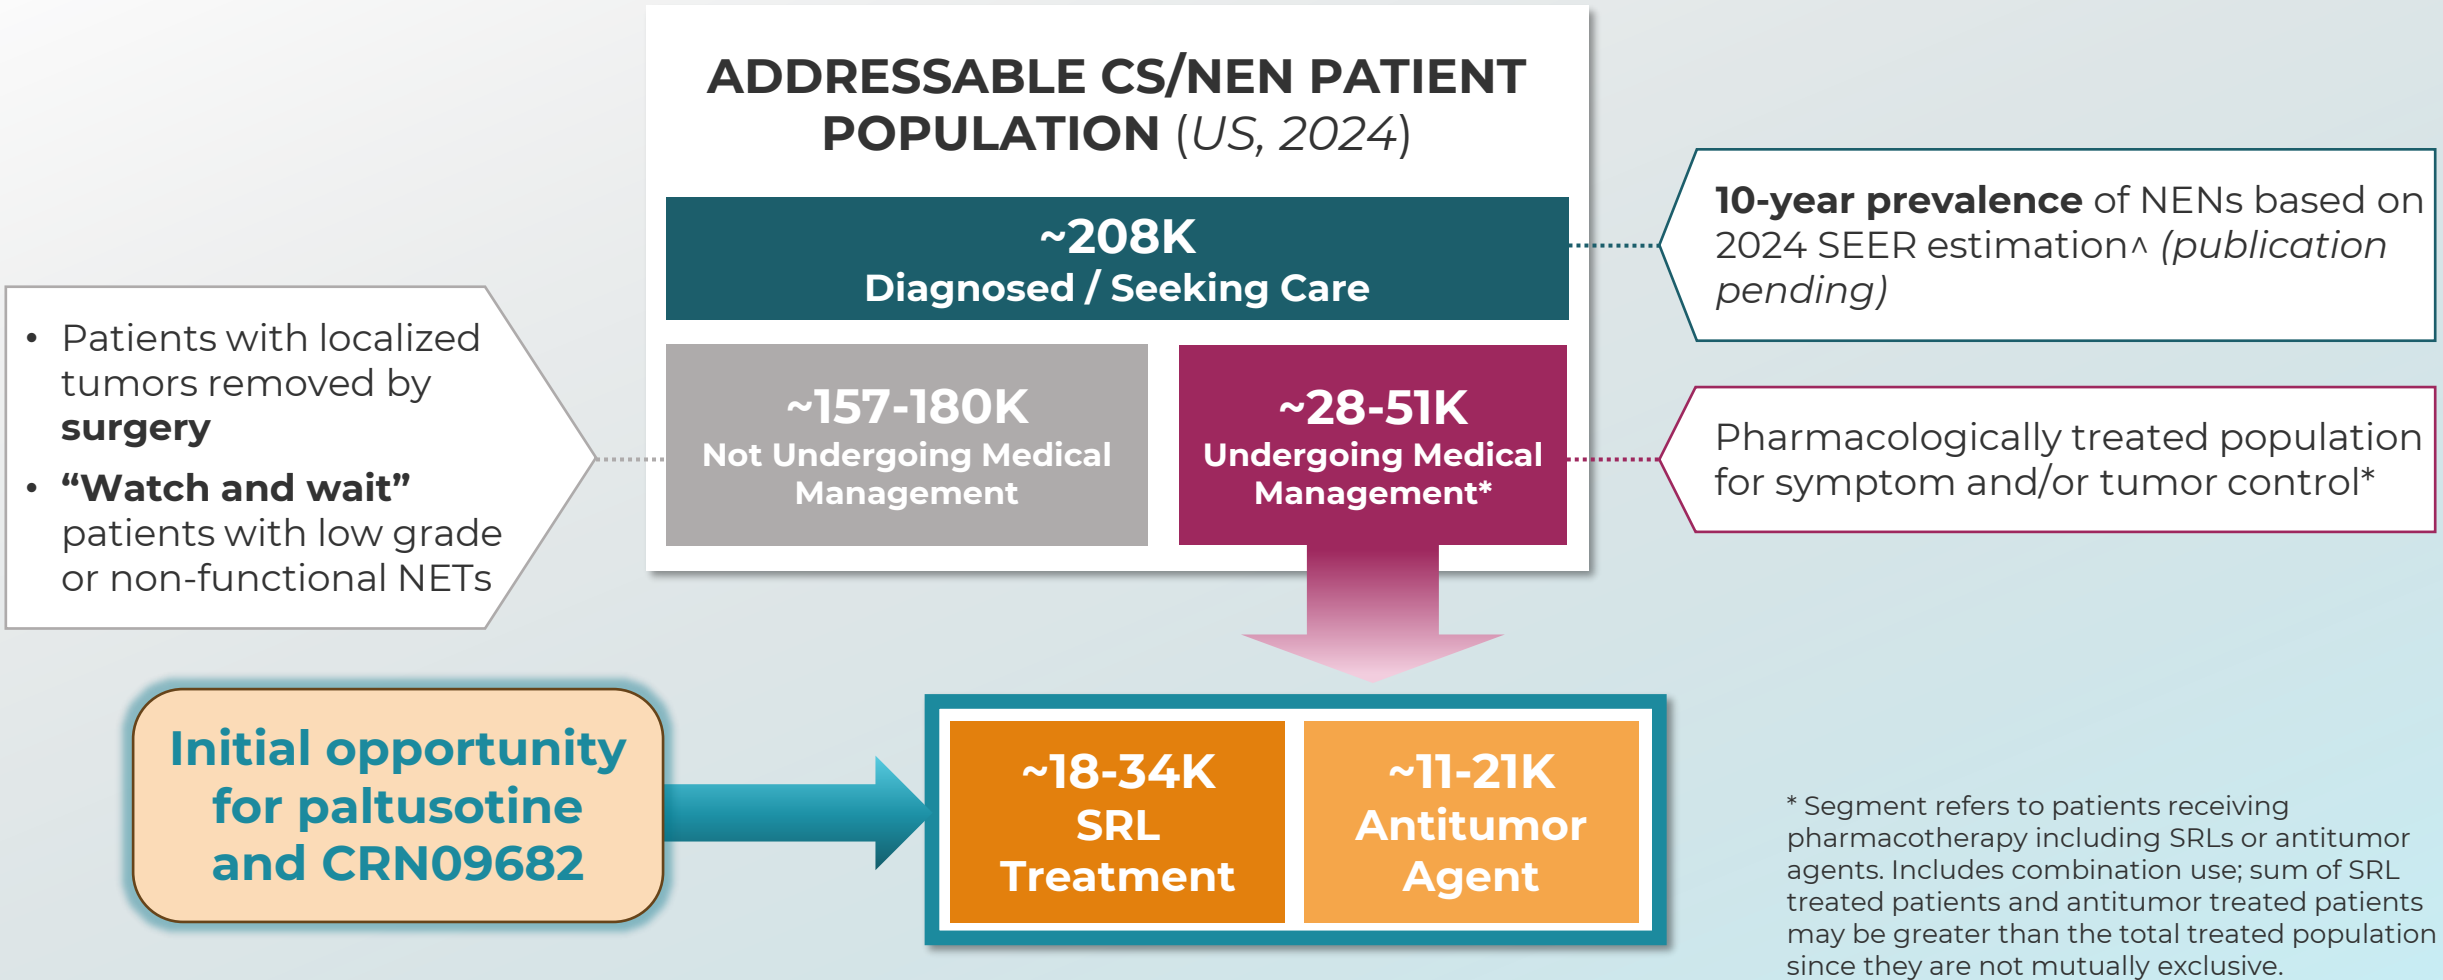 ADDRESSABLE CS/NEN PATIENT
POPULATION (US, 2024)
~208K
Diagnosed / Seeking Care
10-year prevalence of NENs based on
2024 SEER estimation^ (publication
pending)
• Patients with localized
tumors removed by
surgery
• “Watch and wait”
patients with low grade
or non-functional NETs
~157-180K
Not Undergoing Medical
Management
~28-51K
Undergoing Medical
Management*
Pharmacologically treated population
for symptom and/or tumor control*
Initial opportunity
for paltusotine
and CRN09682
~18-34K
SRL
Treatment
~11-21K
Antitumor
Agent
* Segment refers to patients receiving
pharmacotherapy including SRLs or antitumor
agents. Includes combination use; sum of SRL
treated patients and antitumor treated patients
may be greater than the total treated population
since they are not mutually exclusive.